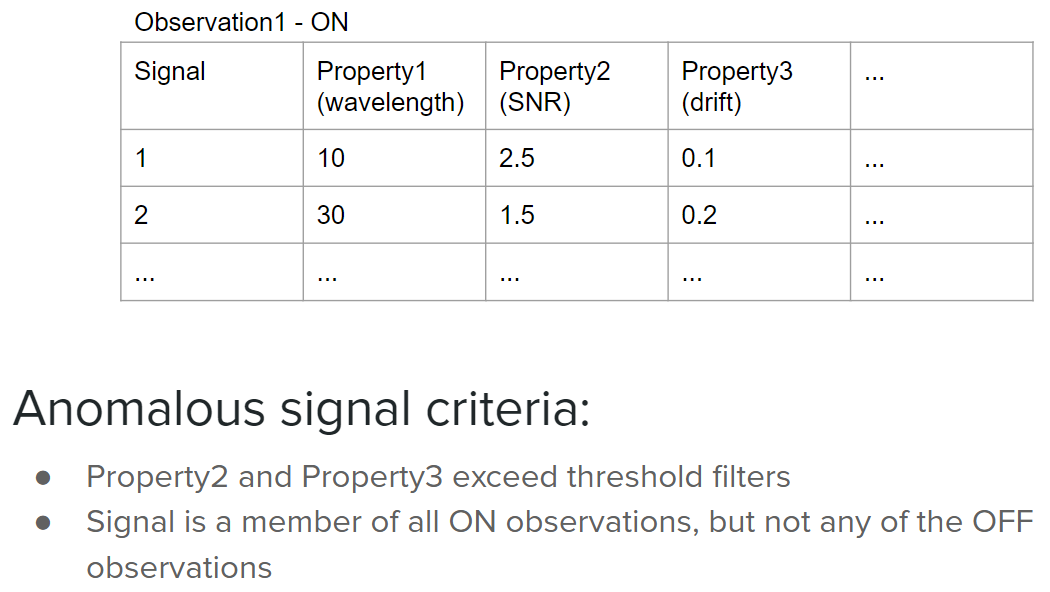 Observation1 - ON
Signal Property1 Property2 Property3 ...
(wavelength) (SNR) (drift)
1 10 2.5 0.1 ...
2 30 1.5 0.2 ...
... ... ... ... ...
Anomalous signal criteria:
● Property2 and Property3 exceed threshold filters
● Signal is a member of all ON observations, but not any of the OFF
observations